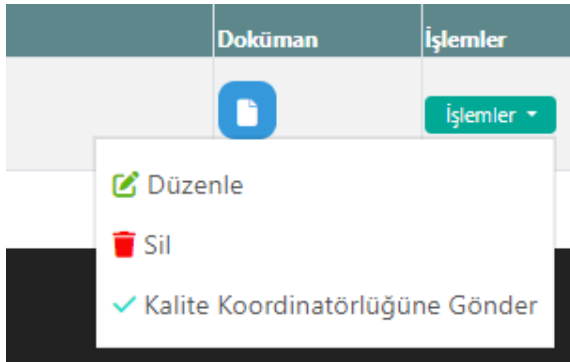 Doküman
İşlemler
İşlemler
Düzenle
Sil
Kalite Koordinatörlüğüne Gönder